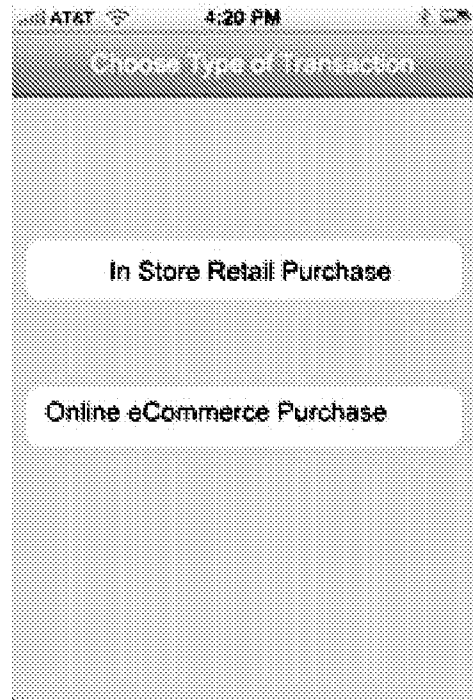 AT&T 4:20 PM
Choose Type of Transaction
In Store Retail Purchase
Online eCommerce Purchase